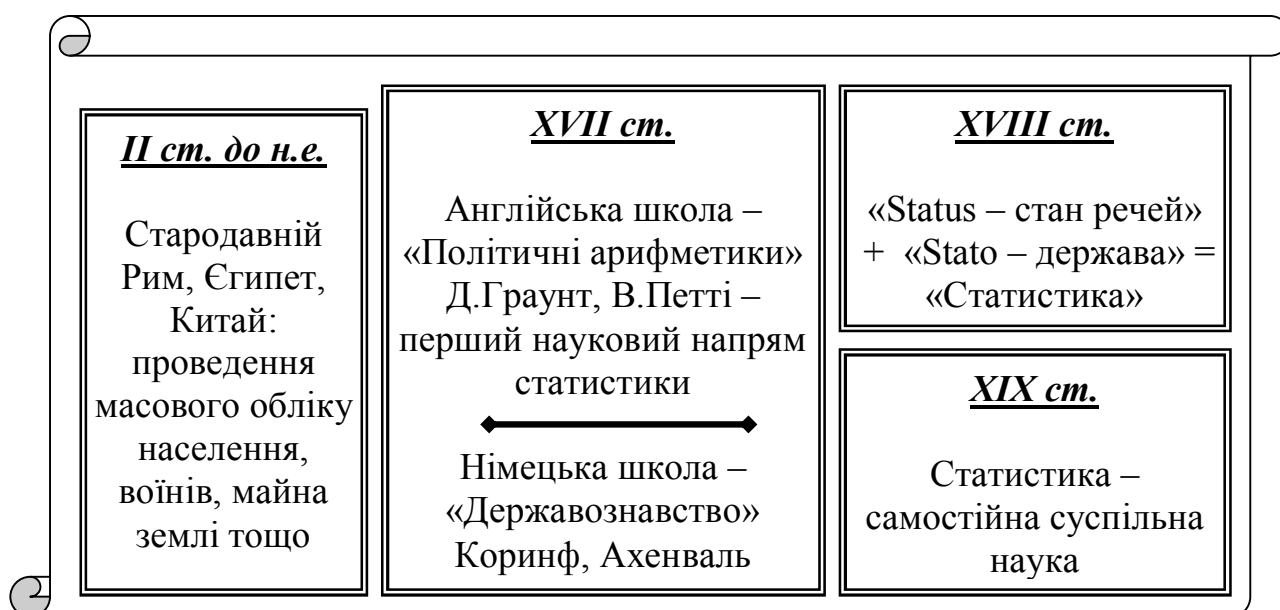 II ст. до н.е.
Стародавній
Рим, Єгипет,
Китай:
проведення
масового обліку
населення,
воїнів, майна
землі тощо
XVII ст.
Англійська школа –
«Політичні арифметики»
Д.Граунт, В.Петті –
перший науковий напрям
статистики
Німецька школа –
«Державознавство»
Коринф, Ахенваль
XVIII ст.
«Status – стан речей»
+ «Stato – держава» =
«Статистика»
XIX ст.
Статистика –
самостійна суспільна
наука